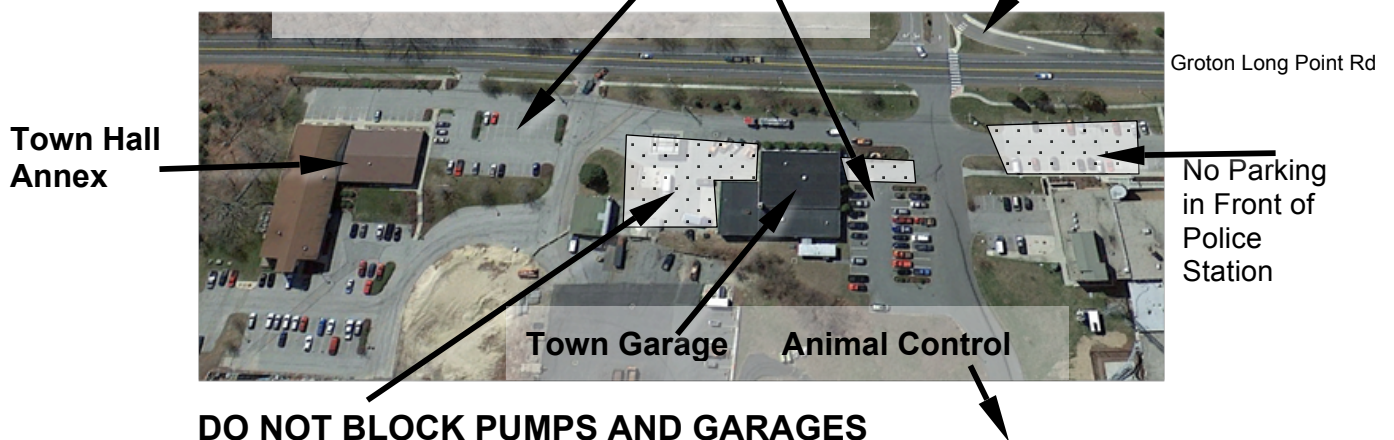 Groton Long Point Rd
Town Hall
Annex
No Parking
in Front of
Police
Station
Town Garage
Animal Control
DO NOT BLOCK PUMPS AND GARAGES